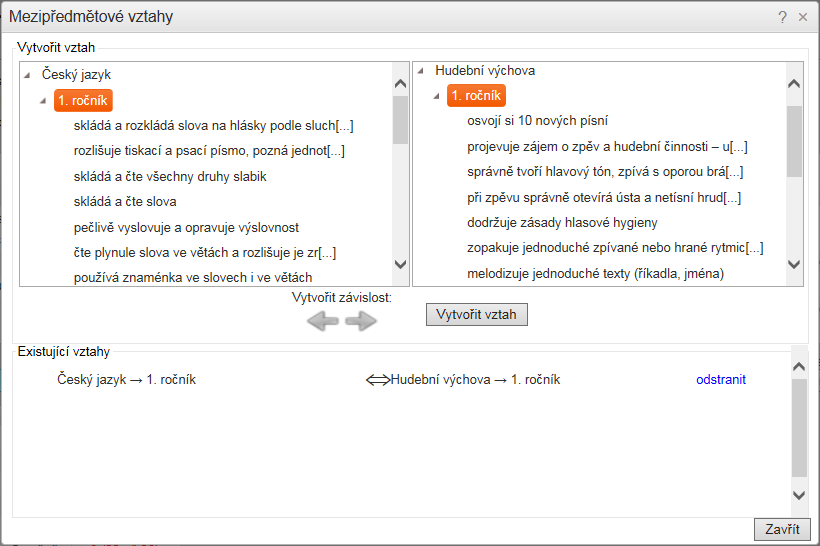 Mezipředmětové vztahy
Vytvořit vztah
Český jazyk
1. ročník
skládá a rozkládá slova na hlásky podle sluch[...]
rozlišuje tiskací a psací písmo, pozná jednot[...]
skládá a čte všechny druhy slabik
skládá a čte slova
pečlivě vyslovuje a opravuje výslovnost
čte plynule slova ve větách a rozlišuje je zr[...]
používá znaménka ve slovech i ve větách
Hudební výchova
1. ročník
osvojí si 10 nových písní
projevuje zájem o zpěv a hudební činnosti – u[...]
správně tvoří hlavový tón, zpívá s oporou brá[...]
při zpěvu správně otevírá ústa a netísní hrud[...]
dodržuje zásady hlasové hygieny
zopakuje jednoduché zpívané nebo hrané rytmic[...]
melodizuje jednoduché texty (říkadla, jména)
Vytvořit závislost:
Vytvořit vztah
Existující vztahy
Český jazyk → 1. ročník ⇔ Hudební výchova → 1. ročník odstranit
Zavřít